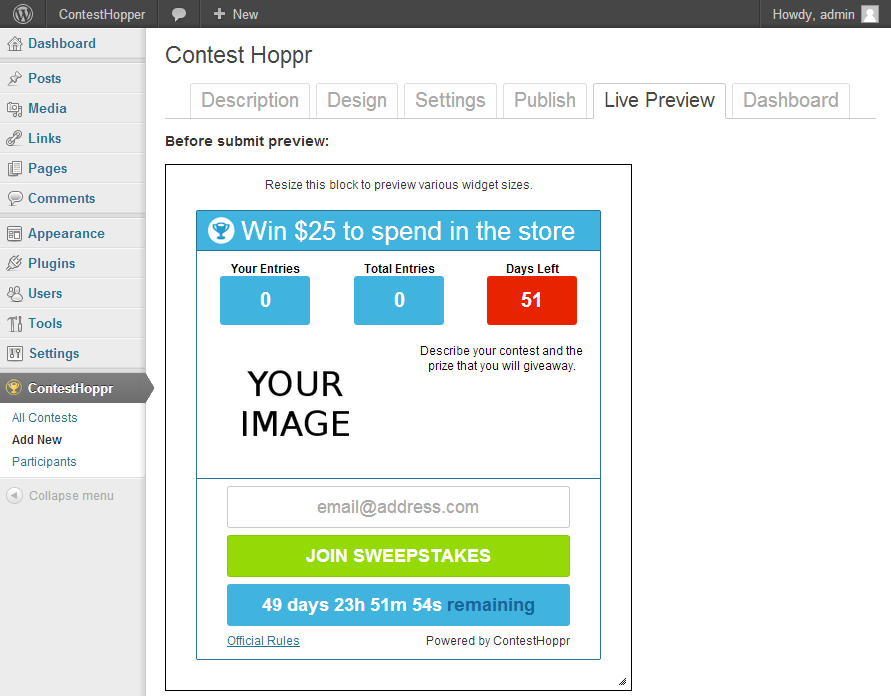 ContestHopper
New
Howdy, admin
Dashboard
Posts
Media
Links
Pages
Comments
Appearance
Plugins
Users
Tools
Settings
ContestHoppr
All Contests
Add New
Participants
Collapse menu
Contest Hoppr
Description
Design
Settings
Publish
Live Preview
Dashboard
Before submit preview:
Resize this block to preview various widget sizes.
Win $25 to spend in the store
Your Entries
0
Total Entries
0
Days Left
51
YOUR
IMAGE
Describe your contest and the
prize that you will giveaway.
email@address.com
JOIN SWEEPSTAKES
49 days 23h 51m 54s remaining
Official Rules
Powered by ContestHoppr